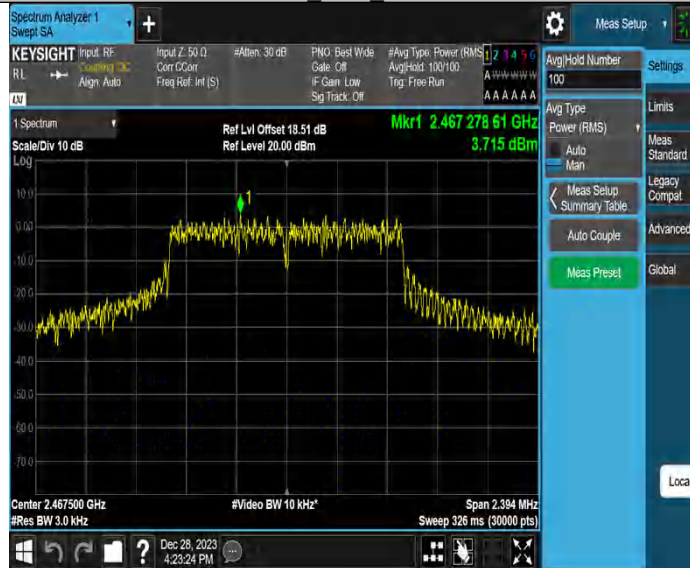 Spectrum Analyzer 1
Swept SA
Meas Setup
KEYSIGHT
RL
Input: RF
Coupling: DC
Align: Auto
Input Z: 50 Ω
Corr CCorr
Freq Ref: Int (S)
#Atten: 30 dB
PNO: Best Wide
Gate: Off
IF Gain: Low
Sig Track: Off
#Avg Type: Power (RMS)
Avg|Hold: 100/100
Trig: Free Run
1 2 3 4 5 6
A W W W W W
A A A A A A
LXI
1 Spectrum
Scale/Div 10 dB
Ref Lvl Offset 18.51 dB
Ref Level 20.00 dBm
Mkr1 2.467 278 61 GHz
3.715 dBm
Log
10.0
0.00
-10.0
-20.0
-30.0
-40.0
-50.0
-60.0
-70.0
1
Center 2.467500 GHz
#Res BW 3.0 kHz
#Video BW 10 kHz*
Span 2.394 MHz
Sweep 326 ms (30000 pts)
Dec 28, 2023
4:23:24 PM
?
Avg|Hold Number
100
Avg Type
Power (RMS)
Auto
Man
Meas Setup
Summary Table
Auto Couple
Meas Preset
Settings
Limits
Meas
Standard
Legacy
Compat
Advanced
Global
Loca